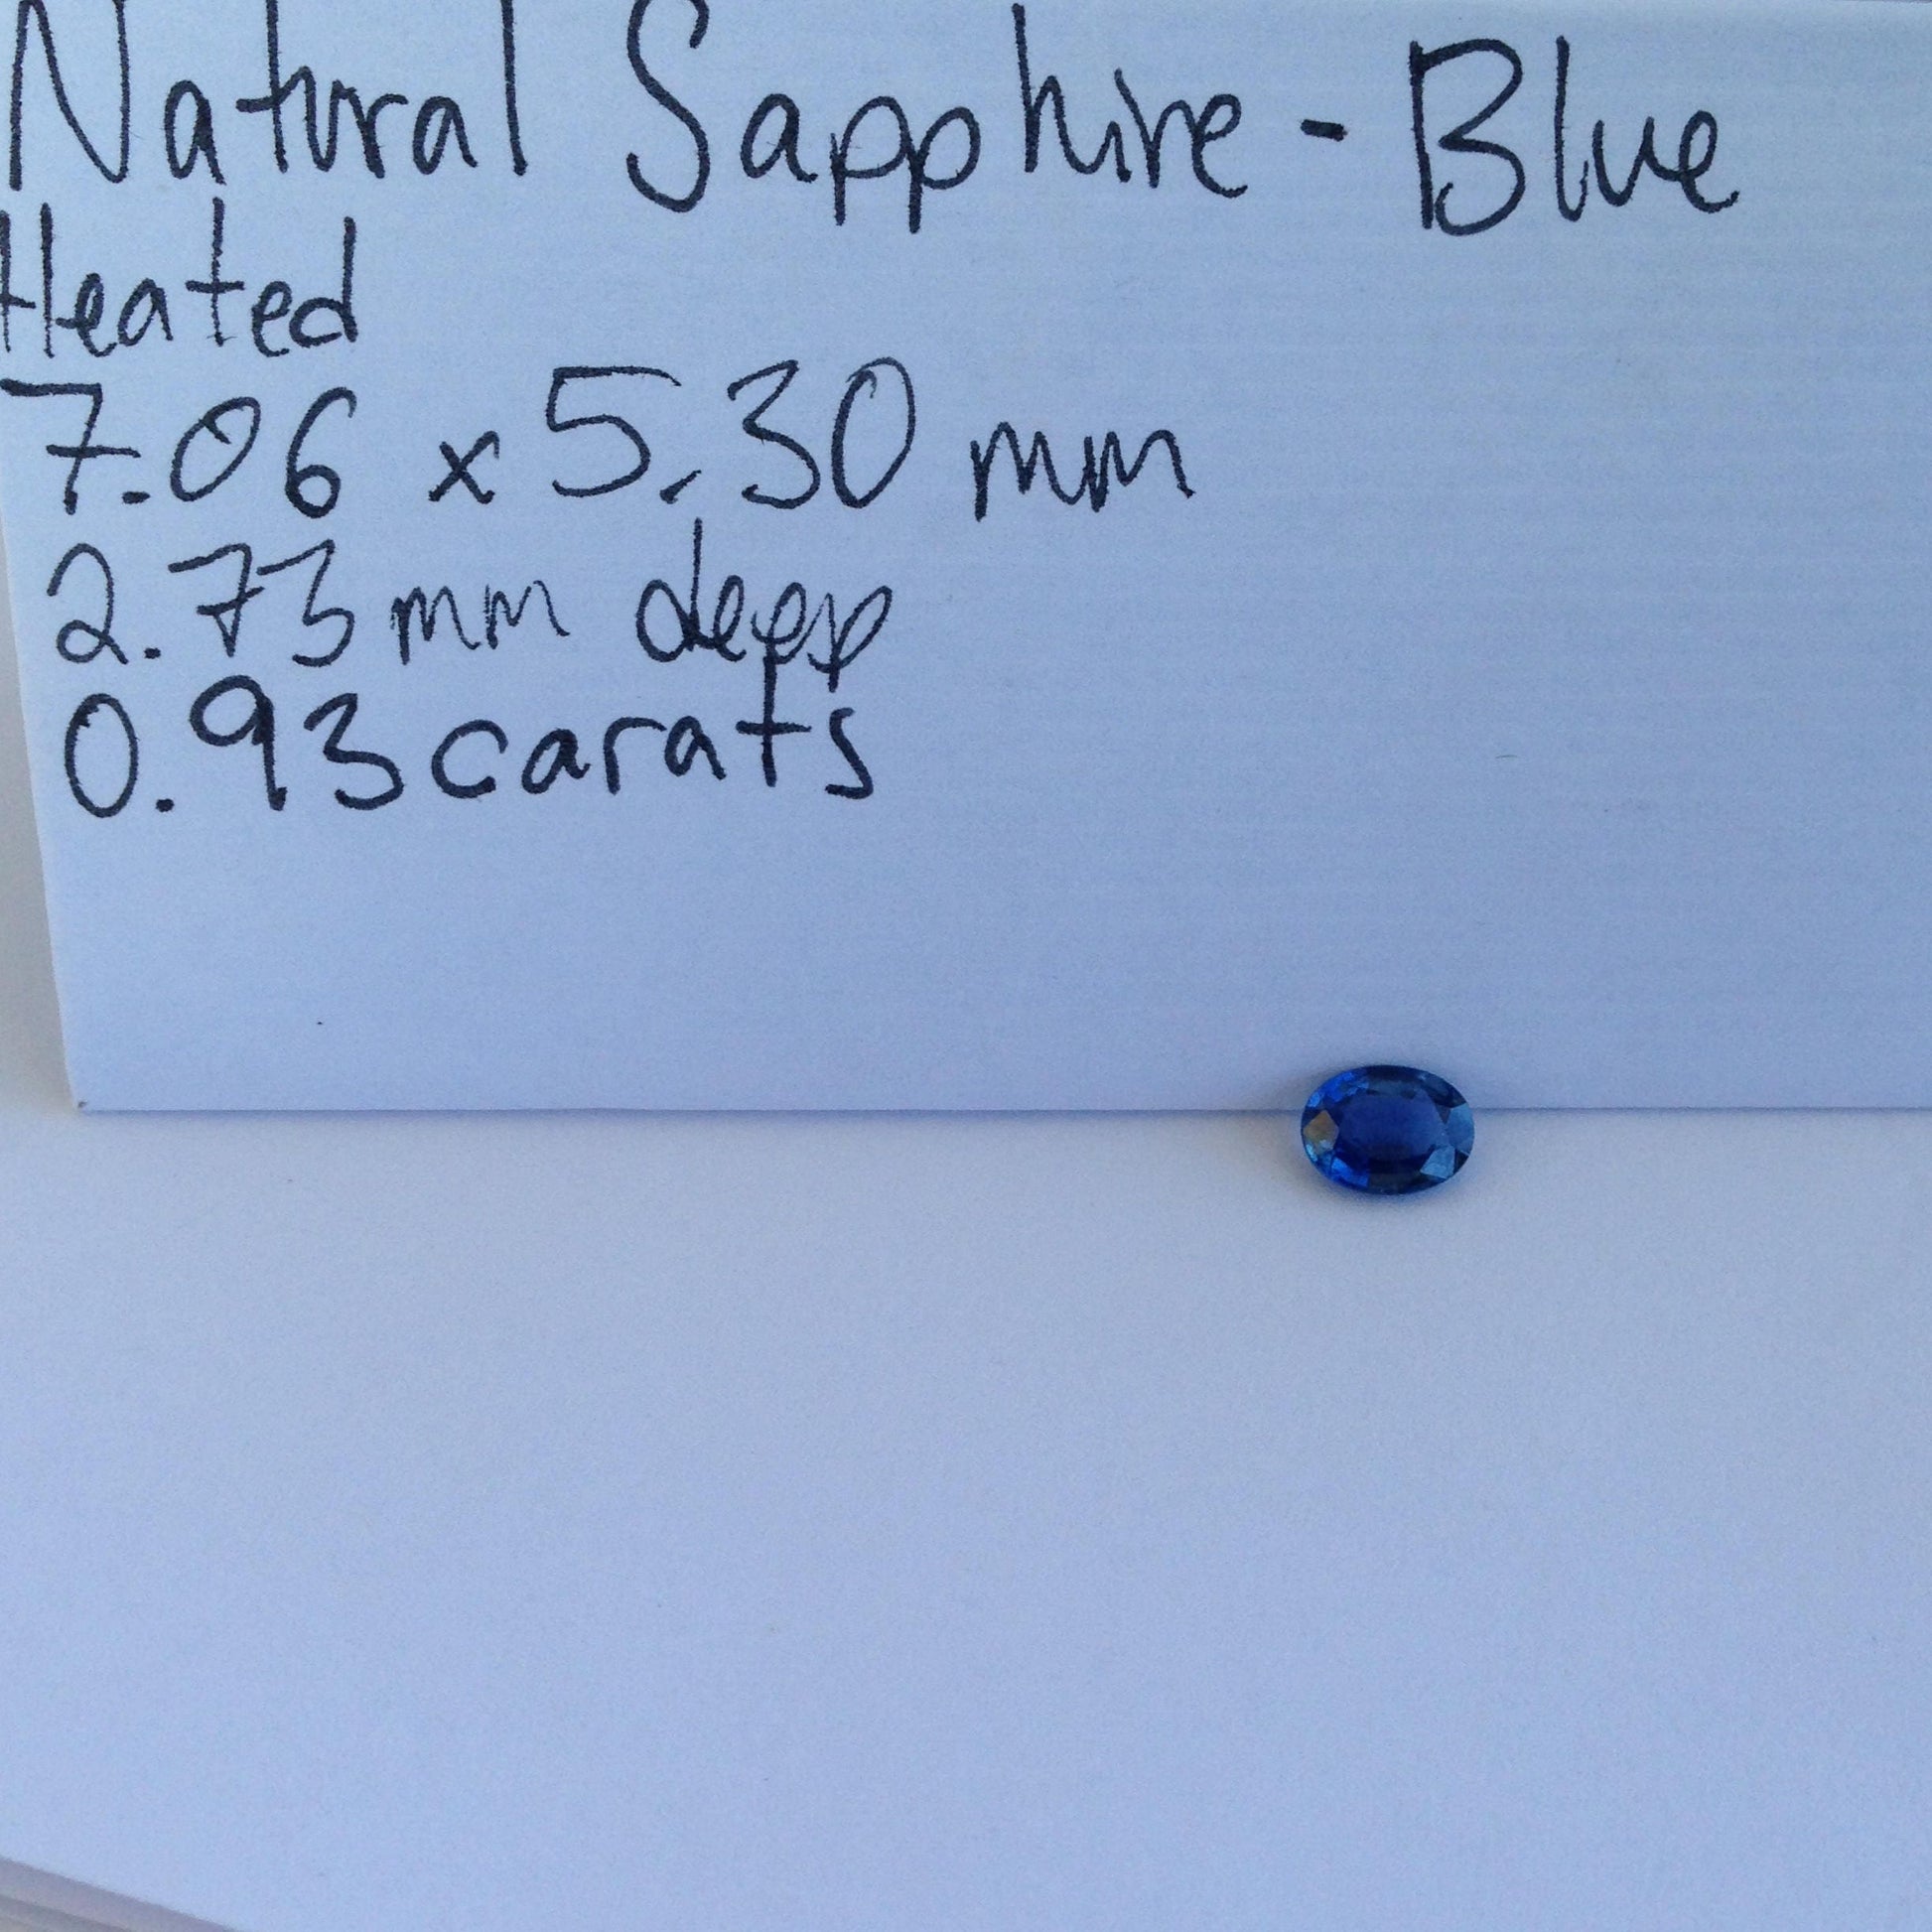 Natural Sapphire - Blue
Heated
7.06 x 5.30 mm
2.73 mm deep
0.93 carats